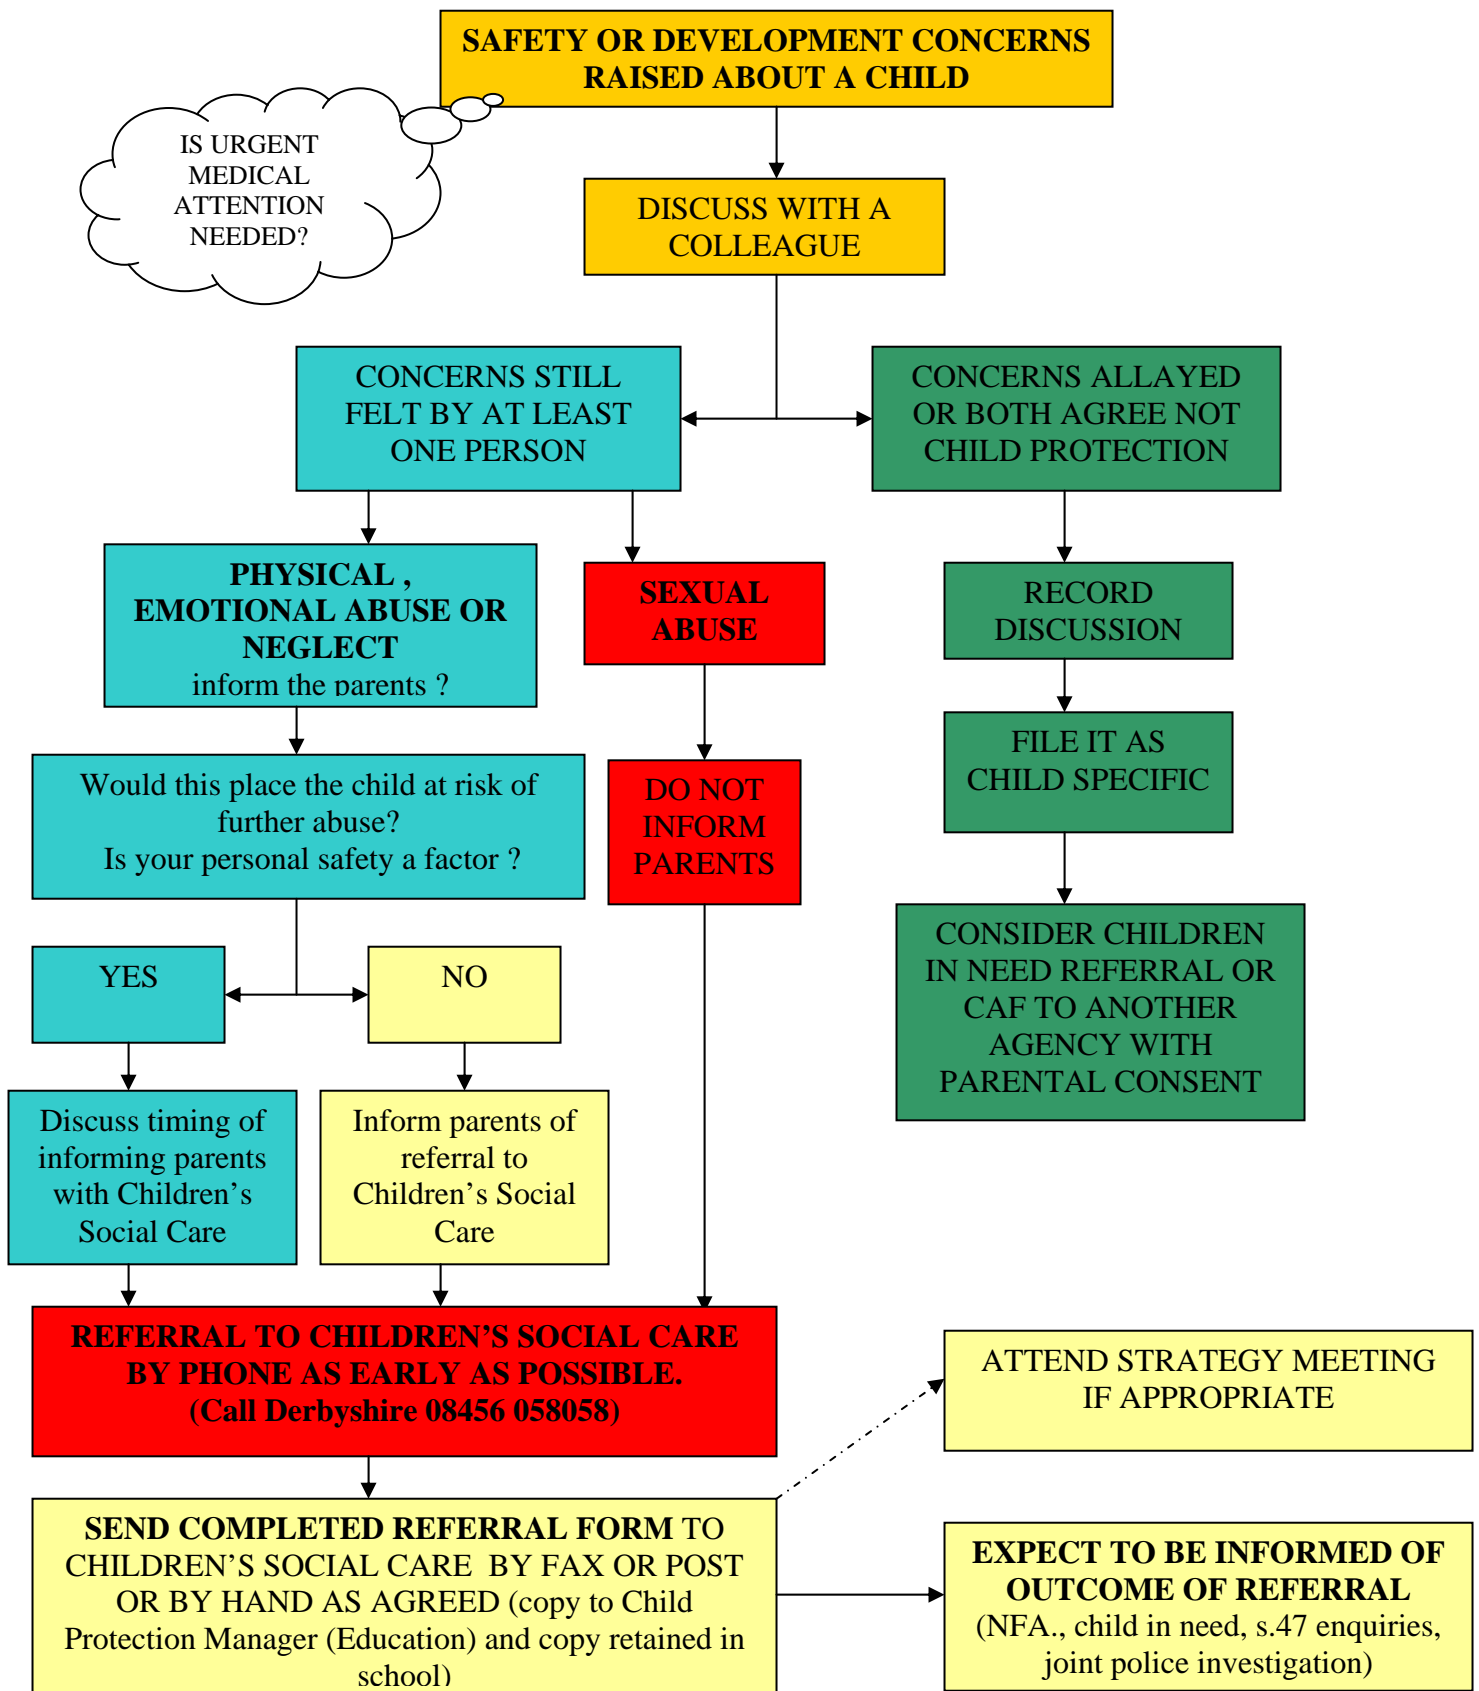 SAFETY OR DEVELOPMENT CONCERNS
RAISED ABOUT A CHILD
IS URGENT
MEDICAL
ATTENTION
NEEDED?
DISCUSS WITH A
COLLEAGUE
CONCERNS STILL
FELT BY AT LEAST
ONE PERSON
CONCERNS ALLAYED
OR BOTH AGREE NOT
CHILD PROTECTION
PHYSICAL ,
EMOTIONAL ABUSE OR
NEGLECT
inform the parents ?
SEXUAL
ABUSE
RECORD
DISCUSSION
Would this place the child at risk of
further abuse?
Is your personal safety a factor ?
DO NOT
INFORM
PARENTS
FILE IT AS
CHILD SPECIFIC
YES
NO
CONSIDER CHILDREN
IN NEED REFERRAL OR
CAF TO ANOTHER
AGENCY WITH
PARENTAL CONSENT
Discuss timing of
informing parents
with Children’s
Social Care
Inform parents of
referral to
Children’s Social
Care
REFERRAL TO CHILDREN’S SOCIAL CARE
BY PHONE AS EARLY AS POSSIBLE.
(Call Derbyshire 08456 058058)
ATTEND STRATEGY MEETING
IF APPROPRIATE
SEND COMPLETED REFERRAL FORM TO
CHILDREN’S SOCIAL CARE BY FAX OR POST
OR BY HAND AS AGREED (copy to Child
Protection Manager (Education) and copy retained in
school)
EXPECT TO BE INFORMED OF
OUTCOME OF REFERRAL
(NFA., child in need, s.47 enquiries,
joint police investigation)